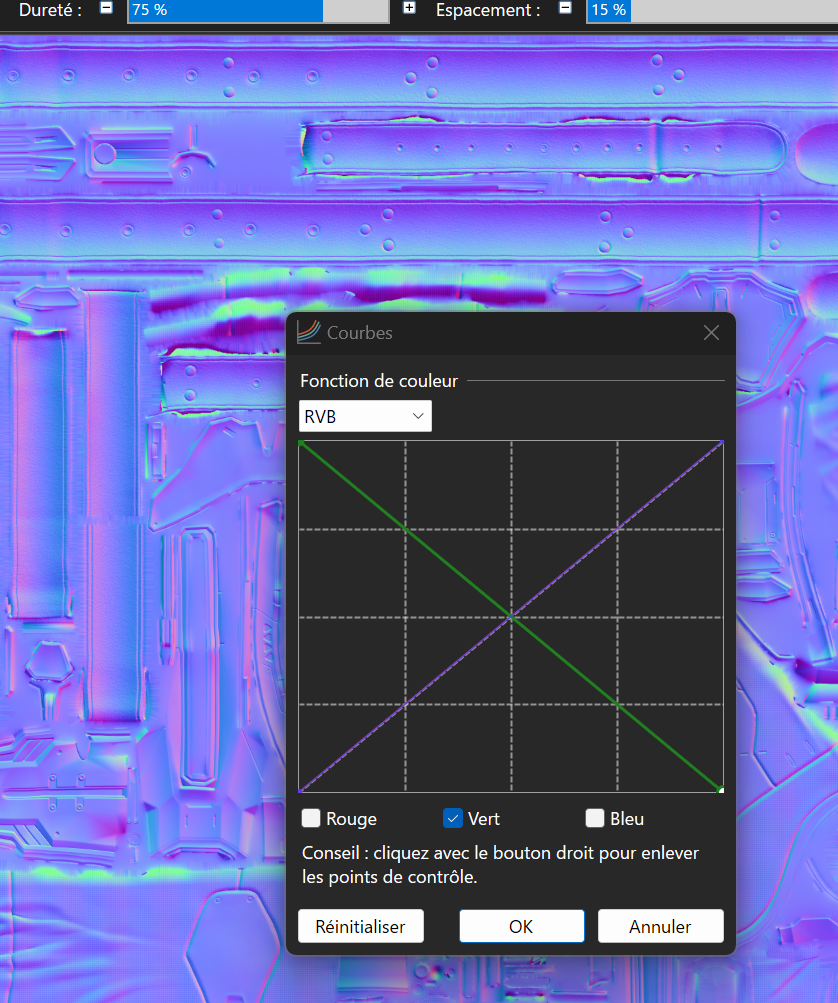 Dureté : 75 % Espacement : 15 %
Courbes
Fonction de couleur
RVB
Rouge Vert Bleu
Conseil : cliquez avec le bouton droit pour enlever
les points de contrôle.
Réinitialiser OK Annuler